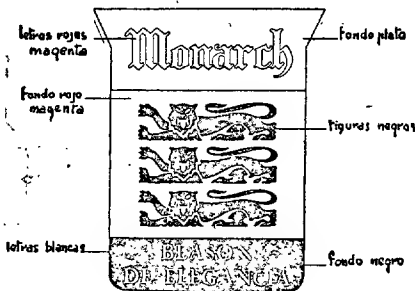 letras rojas
magenta
Monarch
Fondo plata
Fondo rojo
magenta
Figuras negras
letras blancas
BLASON
DE ELEGANCIA
Fondo negro